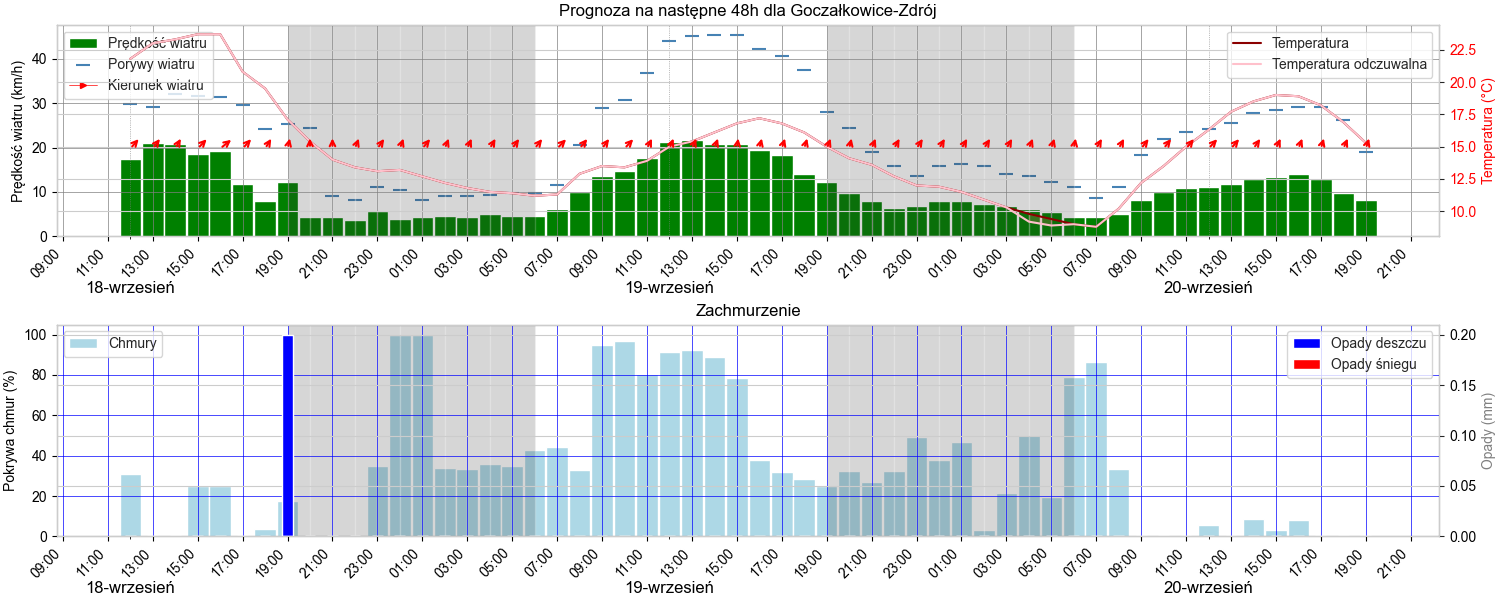 Prognoza na następne 48h dla Goczałkowice-Zdrój
Prędkość wiatru (km/h)
Temperatura (°C)
Prędkość wiatru
Porywy wiatru
Kierunek wiatru
Temperatura
Temperatura odczuwalna
40
30
20
10
0
22.5
20.0
17.5
15.0
12.5
10.0
09:00 11:00 13:00 15:00 17:00 19:00 21:00 23:00 01:00 03:00 05:00 07:00 09:00 11:00 13:00 15:00 17:00 19:00 21:00 23:00 01:00 03:00 05:00 07:00 09:00 11:00 13:00 15:00 17:00 19:00 21:00
18-wrzesień 19-wrzesień 20-wrzesień
Zachmurzenie
Pokrywa chmur (%)
Opady (mm)
Chmury
Opady deszczu
Opady śniegu
100
80
60
40
20
0
0.20
0.15
0.10
0.05
0.00
09:00 11:00 13:00 15:00 17:00 19:00 21:00 23:00 01:00 03:00 05:00 07:00 09:00 11:00 13:00 15:00 17:00 19:00 21:00 23:00 01:00 03:00 05:00 07:00 09:00 11:00 13:00 15:00 17:00 19:00 21:00
18-wrzesień 19-wrzesień 20-wrzesień